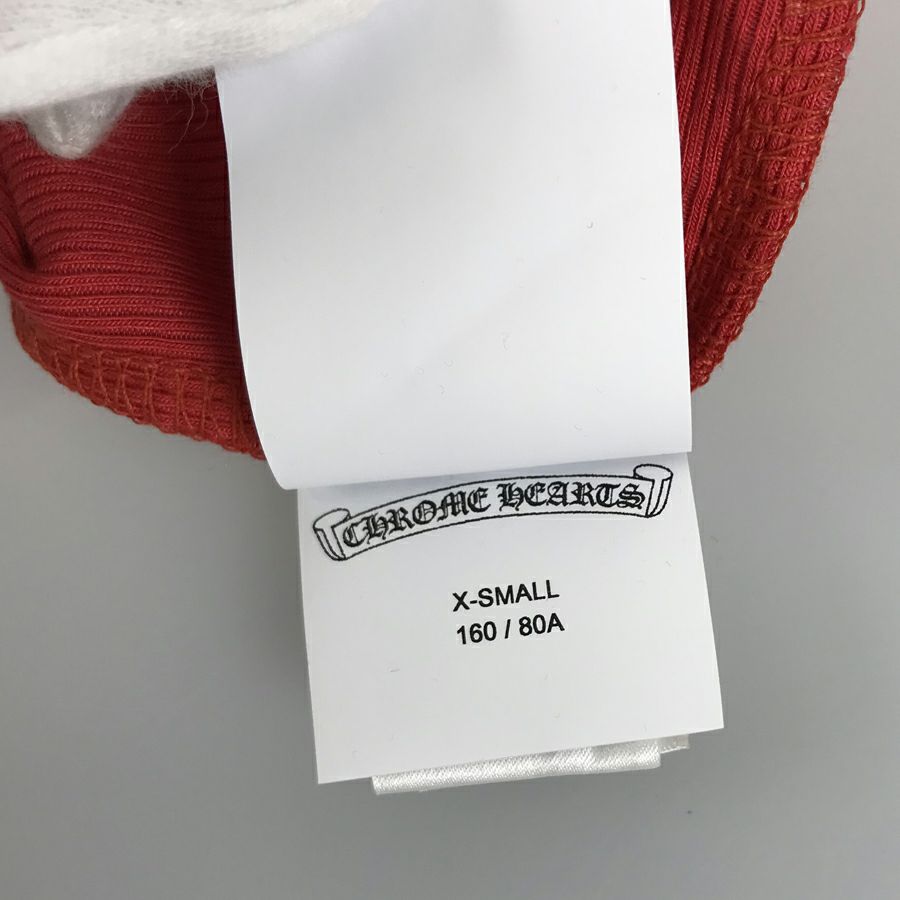 CHROME HEARTS
X-SMALL
160 / 80A